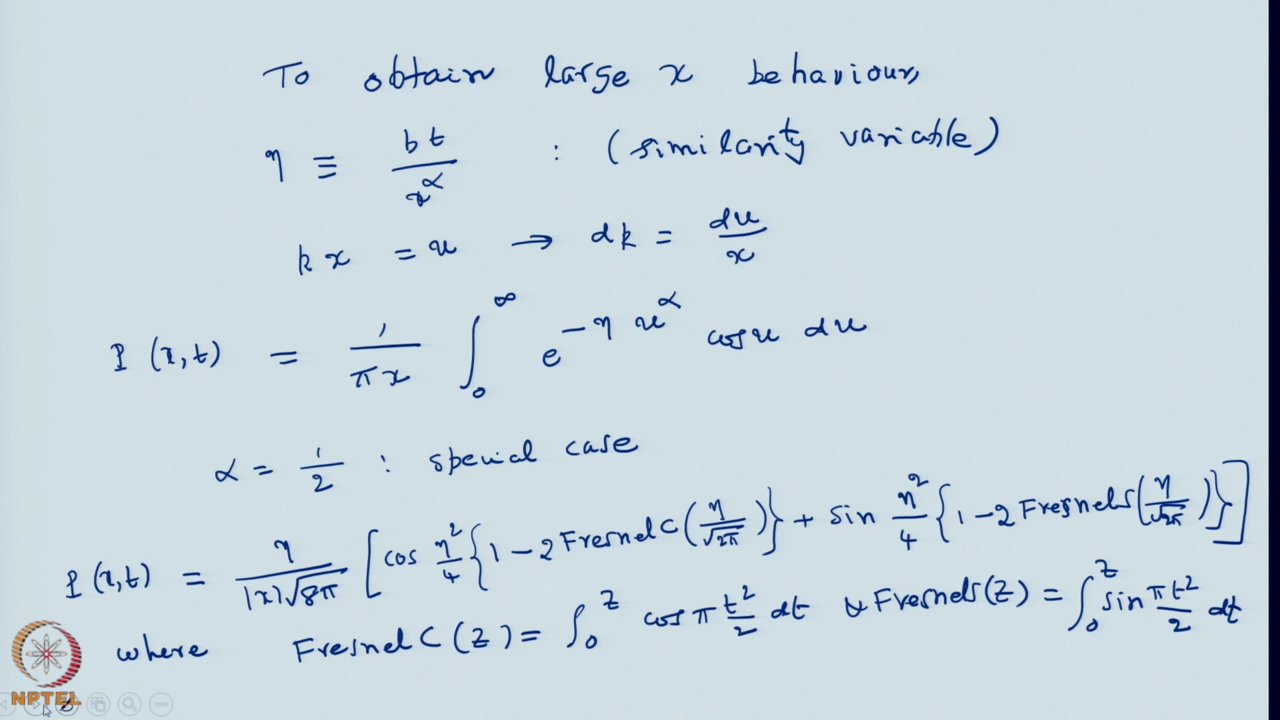 To obtain large x behaviour,
η ≡ bt / x^α : (similarity variable)
kx = u → dk = du / x
P(x,t) = 1 / πx ∫_0^∞ e^{-η u^α} cos u du
α = 1/2 : special case
P(x,t) = η / |x|√8π [cos η²/4 {1 - 2 FresnelC(η/√2π)} + sin η²/4 {1 - 2 FresnelS(η/√2π)}]
where FresnelC(z) = ∫_0^z cos π t²/2 dt & FresnelS(z) = ∫_0^z sin π t²/2 dt
NPTEL